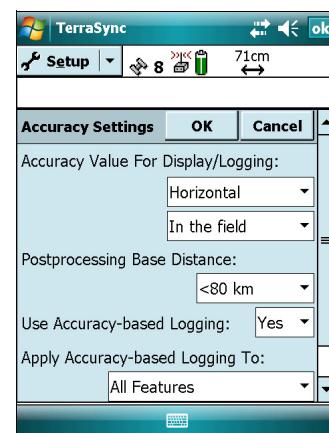 TerraSync ok
Setup 8 71cm
Accuracy Settings OK Cancel
Accuracy Value For Display/Logging:
Horizontal
In the field
Postprocessing Base Distance:
<80 km
Use Accuracy-based Logging: Yes
Apply Accuracy-based Logging To:
All Features